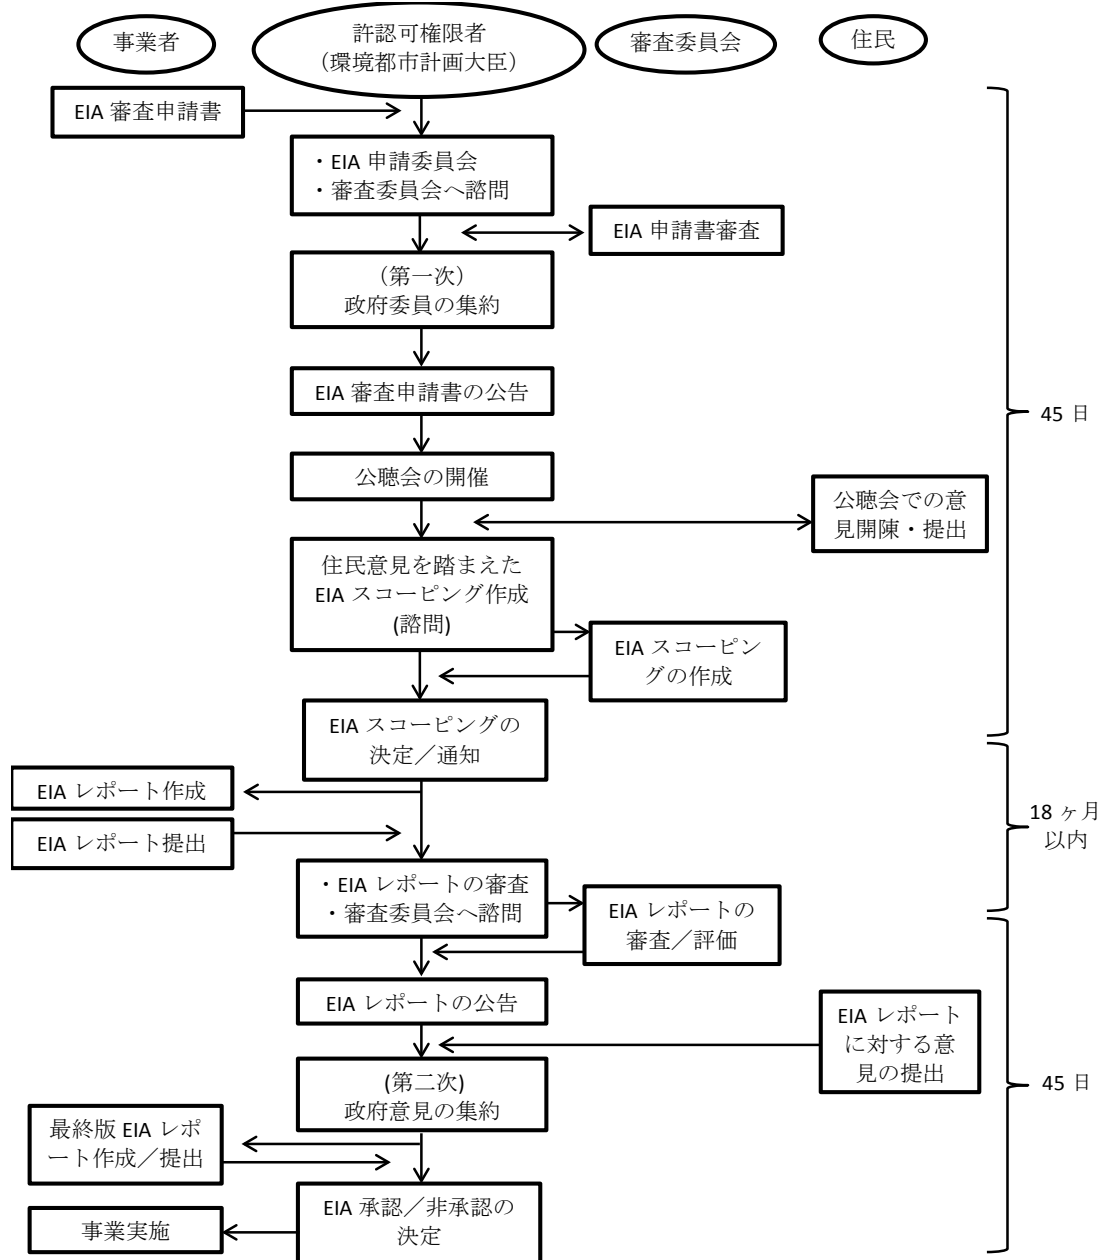 事業者
許認可権限者
（環境都市計画大臣）
審査委員会
住民
EIA 審査申請書
・EIA 申請委員会
・審査委員会へ諮問
EIA 申請書審査
（第一次）
政府委員の集約
EIA 審査申請書の公告
45 日
公聴会の開催
公聴会での意
見開陳・提出
住民意見を踏まえた
EIA スコーピング作成
(諮問)
EIA スコーピン
グの作成
EIA スコーピングの
決定／通知
EIA レポート作成
EIA レポート提出
18 ヶ月
以内
・EIA レポートの審査
・審査委員会へ諮問
EIA レポートの
審査／評価
EIA レポートの公告
EIA レポート
に対する意
見の提出
(第二次)
政府意見の集約
45 日
最終版 EIA レポ
ート作成／提出
EIA 承認／非承認の
決定
事業実施